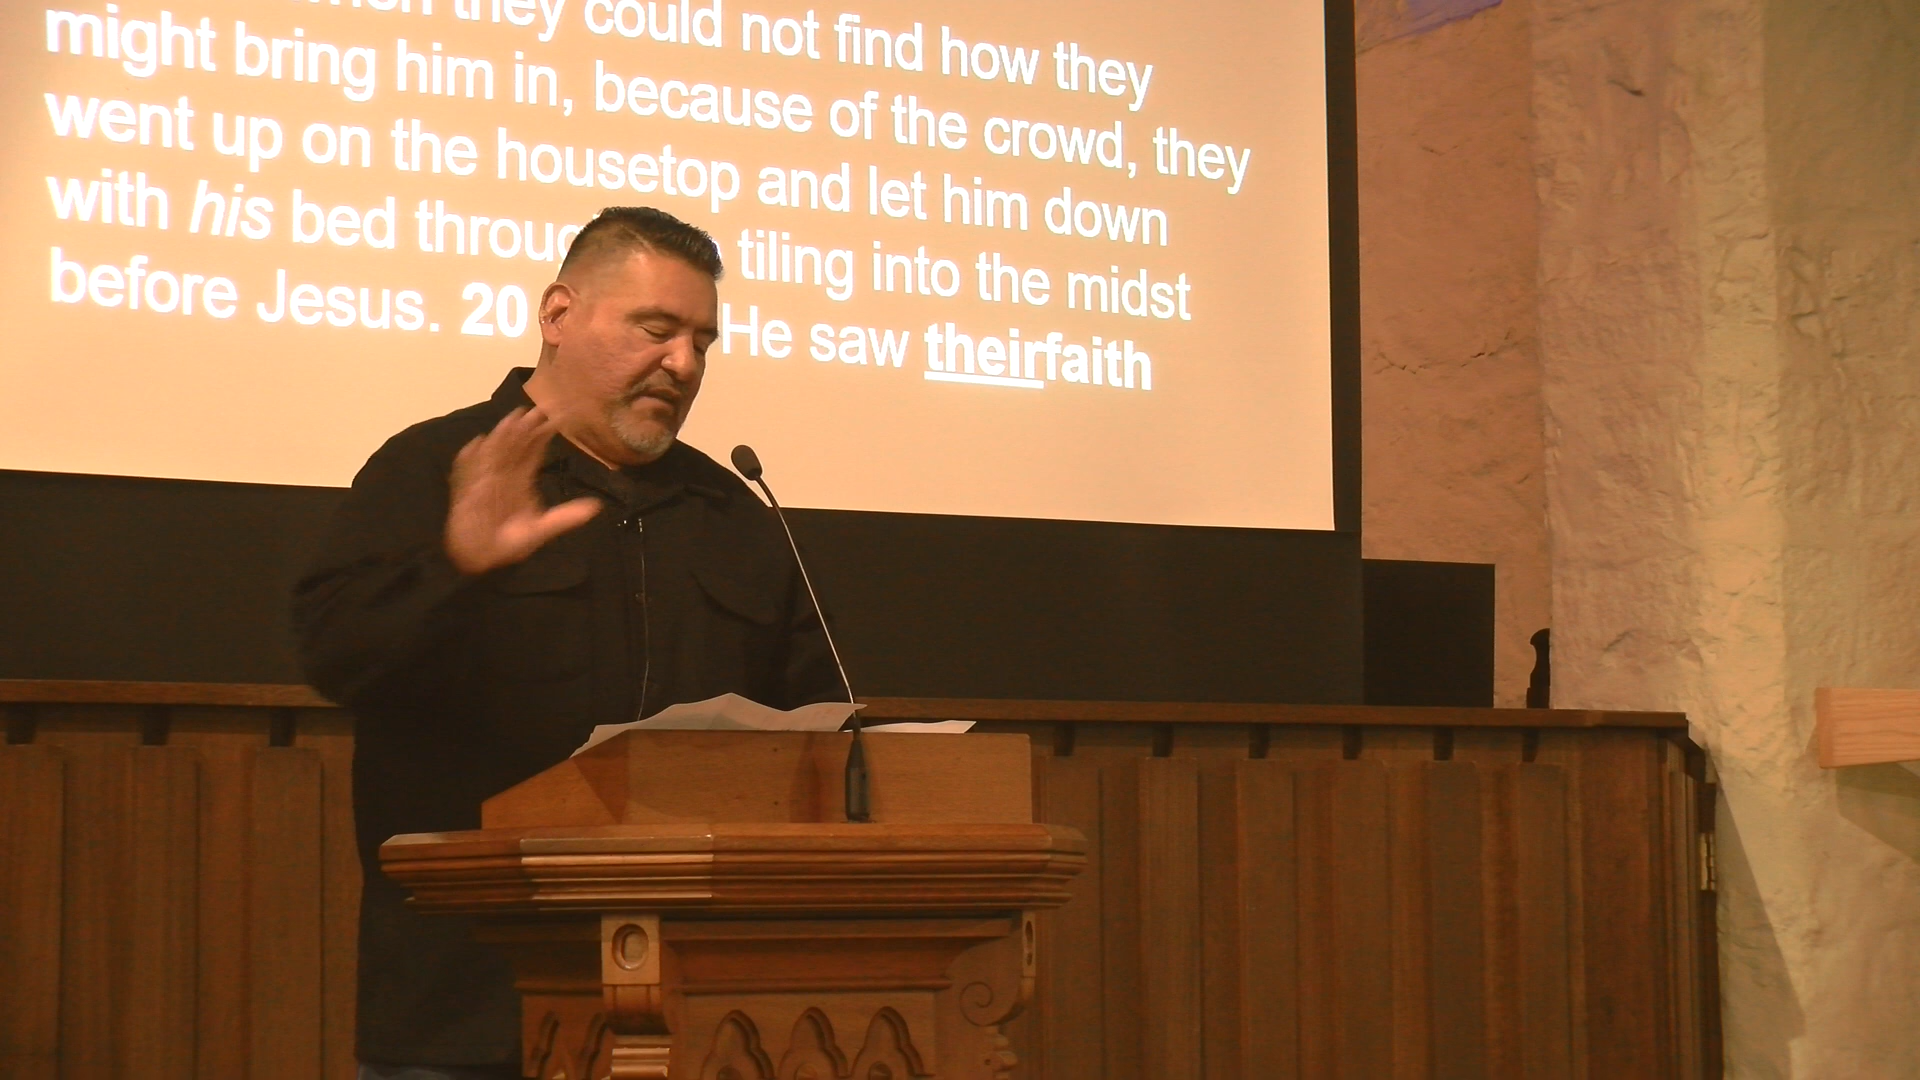 they could not find how they
might bring him in, because of the crowd, they
went up on the housetop and let him down
with his bed tiling into the midst
before Jesus. 20 He saw theirfaith